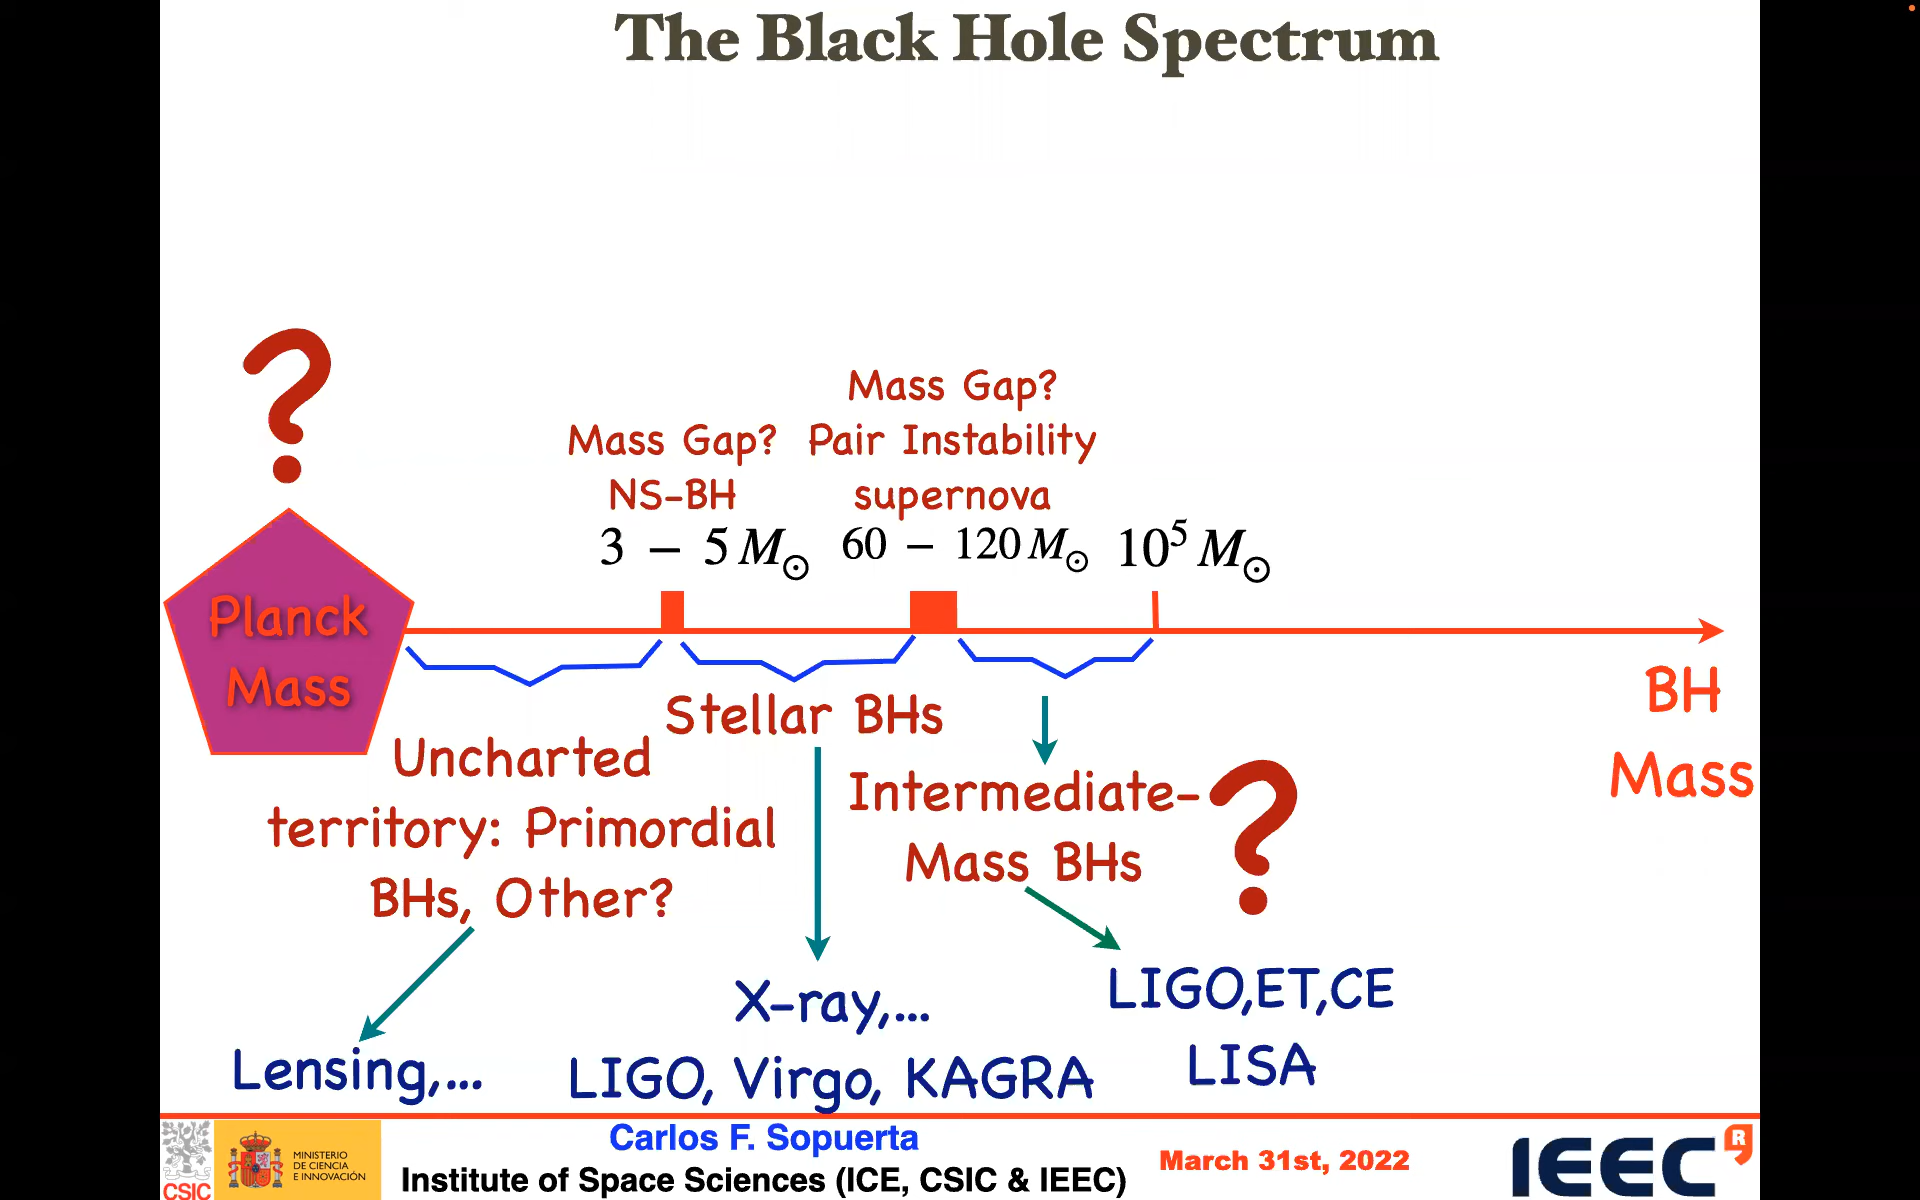 The Black Hole Spectrum
?
Mass Gap?
Mass Gap? Pair Instability
NS-BH supernova
3 – 5 M☉ 60 – 120 M☉ 10⁵ M☉
Planck
Mass
BH
Mass
Stellar BHs
Uncharted
territory: Primordial
BHs, Other?
Intermediate-
Mass BHs
?
X-ray,...
LIGO,ET,CE
LISA
Lensing,...
LIGO, Virgo, KAGRA
CSIC
MINISTERIO
DE CIENCIA
E INNOVACIÓN
Carlos F. Sopuerta
Institute of Space Sciences (ICE, CSIC & IEEC)
March 31st, 2022
IEEC R